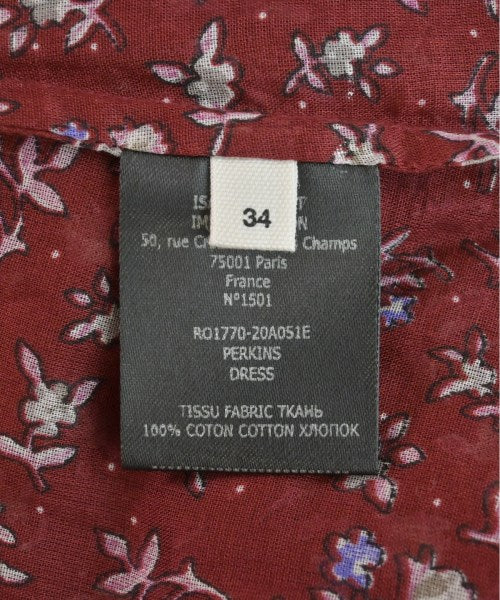 34
50, rue Champs
75001 Paris
France
N°1501
RO1770-20A051E
PERKINS
DRESS
TISSU FABRIC ТКАНЬ
100% COTON COTTON ХЛОПОК